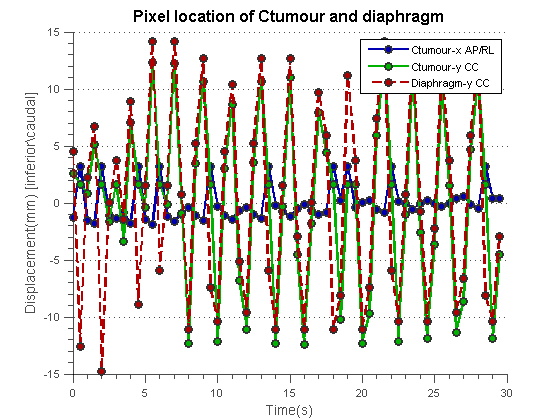 Pixel location of Ctumour and diaphragm
Displacement(mm) [inferior\caudal]
15
10
5
0
-5
-10
-15
Ctumour-x AP/RL
Ctumour-y CC
Diaphragm-y CC
0 5 10 15 20 25 30
Time(s)